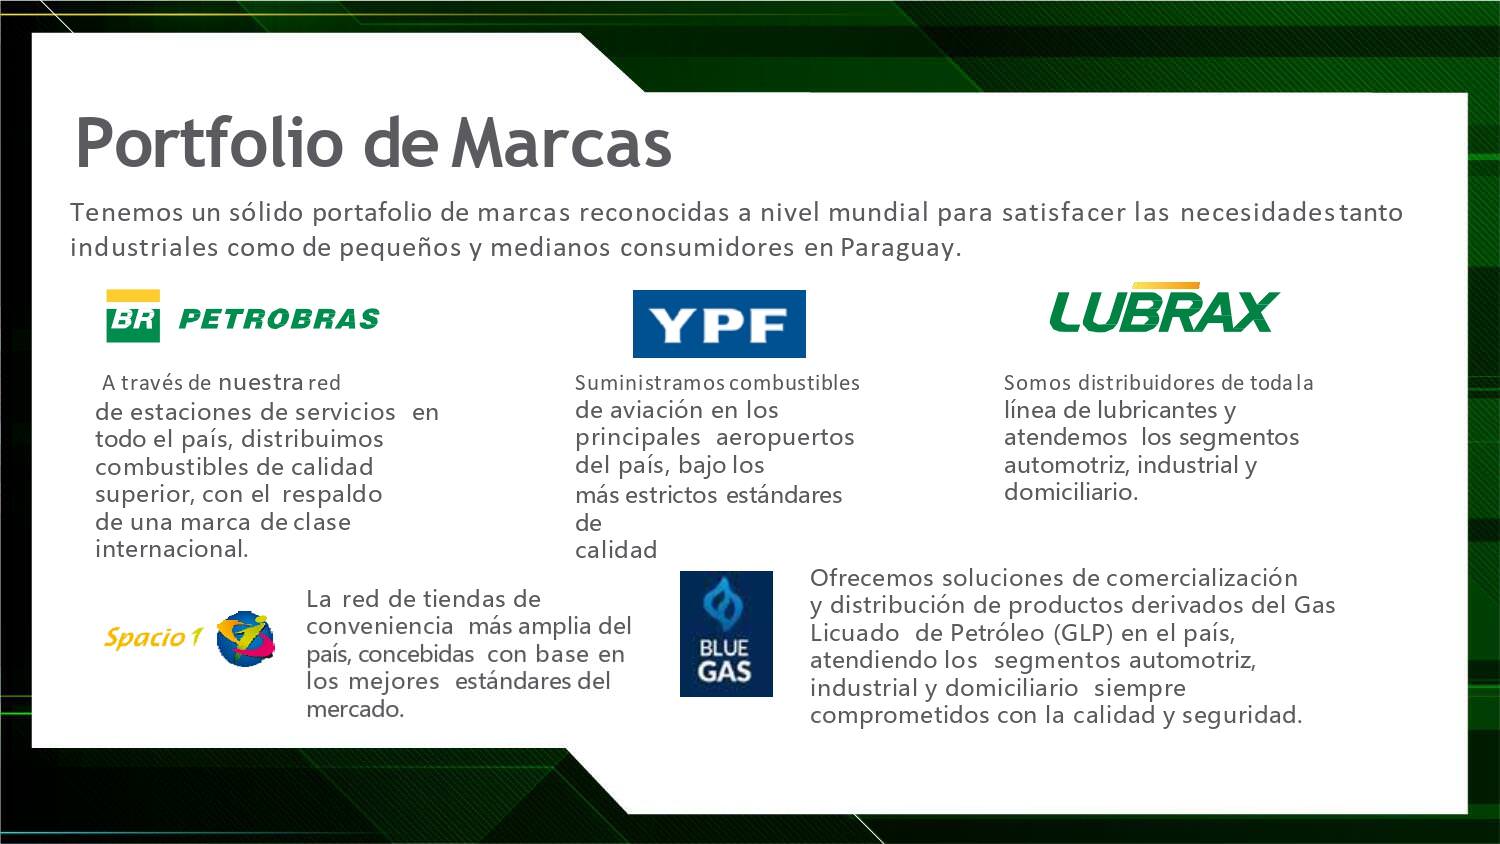 Portfolio de Marcas
Tenemos un sólido portafolio de marcas reconocidas a nivel mundial para satisfacer las necesidades tanto
industriales como de pequeños y medianos consumidores en Paraguay.
BR PETROBRAS
A través de nuestra red
de estaciones de servicios en
todo el país, distribuimos
combustibles de calidad
superior, con el respaldo
de una marca de clase
internacional.
YPF
Suministramos combustibles
de aviación en los
principales aeropuertos
del país, bajo los
más estrictos estándares
de
calidad
LUBRAX
Somos distribuidores de toda la
línea de lubricantes y
atendemos los segmentos
automotriz, industrial y
domiciliario.
Spacio 1
La red de tiendas de
conveniencia más amplia del
país, concebidas con base en
los mejores estándares del
mercado.
BLUE
GAS
Ofrecemos soluciones de comercialización
y distribución de productos derivados del Gas
Licuado de Petróleo (GLP) en el país,
atendiendo los segmentos automotriz,
industrial y domiciliario siempre
comprometidos con la calidad y seguridad.